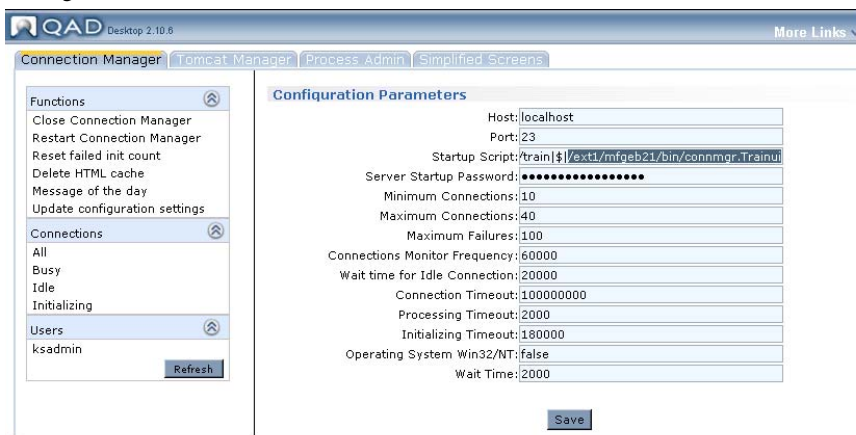 QAD Desktop 2.10.6
More Links
Connection Manager Tomcat Manager Process Admin Simplified Screens
Functions
Close Connection Manager
Restart Connection Manager
Reset failed init count
Delete HTML cache
Message of the day
Update configuration settings
Connections
All
Busy
Idle
Initializing
Users
ksadmin
Refresh
Configuration Parameters
Host: localhost
Port: 23
Startup Script: /train|$|/ext1/mfgeb21/bin/connmgr.Trainui
Server Startup Password: •••••••••••••••••
Minimum Connections: 10
Maximum Connections: 40
Maximum Failures: 100
Connections Monitor Frequency: 60000
Wait time for Idle Connection: 20000
Connection Timeout: 100000000
Processing Timeout: 2000
Initializing Timeout: 180000
Operating System Win32/NT: false
Wait Time: 2000
Save